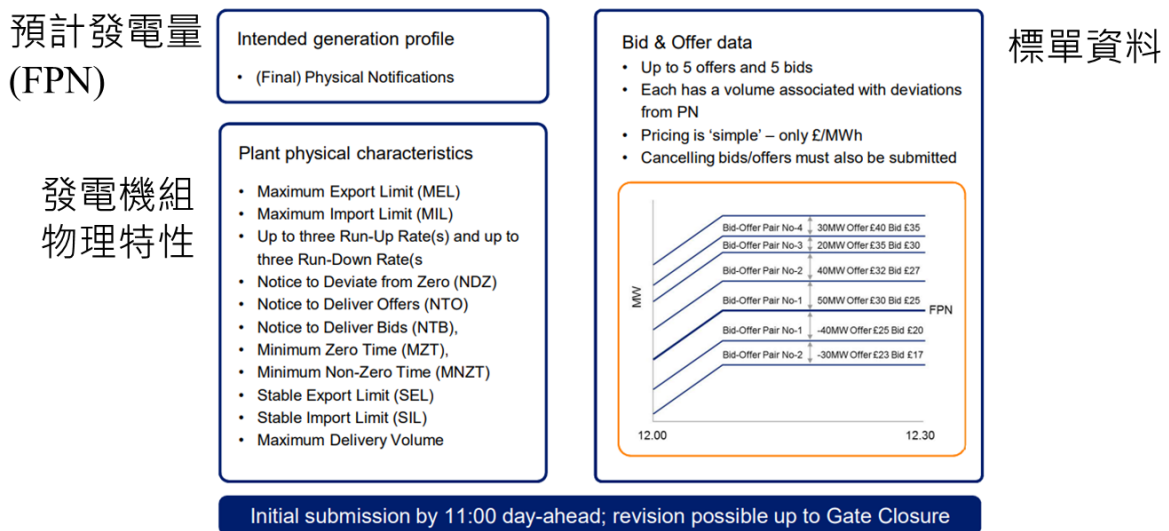 預計發電量
(FPN)
Intended generation profile
• (Final) Physical Notifications
發電機組
物理特性
Plant physical characteristics
• Maximum Export Limit (MEL)
• Maximum Import Limit (MIL)
• Up to three Run-Up Rate(s) and up to
three Run-Down Rate(s
• Notice to Deviate from Zero (NDZ)
• Notice to Deliver Offers (NTO)
• Notice to Deliver Bids (NTB),
• Minimum Zero Time (MZT),
• Minimum Non-Zero Time (MNZT)
• Stable Export Limit (SEL)
• Stable Import Limit (SIL)
• Maximum Delivery Volume
標單資料
Bid & Offer data
• Up to 5 offers and 5 bids
• Each has a volume associated with deviations
from PN
• Pricing is ‘simple’ – only £/MWh
• Cancelling bids/offers must also be submitted
MW
Bid-Offer Pair No-4 30MW Offer £40 Bid £35
Bid-Offer Pair No-3 20MW Offer £35 Bid £30
Bid-Offer Pair No-2 40MW Offer £32 Bid £27
Bid-Offer Pair No-1 50MW Offer £30 Bid £25
FPN
Bid-Offer Pair No-1 -40MW Offer £25 Bid £20
Bid-Offer Pair No-2 -30MW Offer £23 Bid £17
12.00 12.30
Initial submission by 11:00 day-ahead; revision possible up to Gate Closure